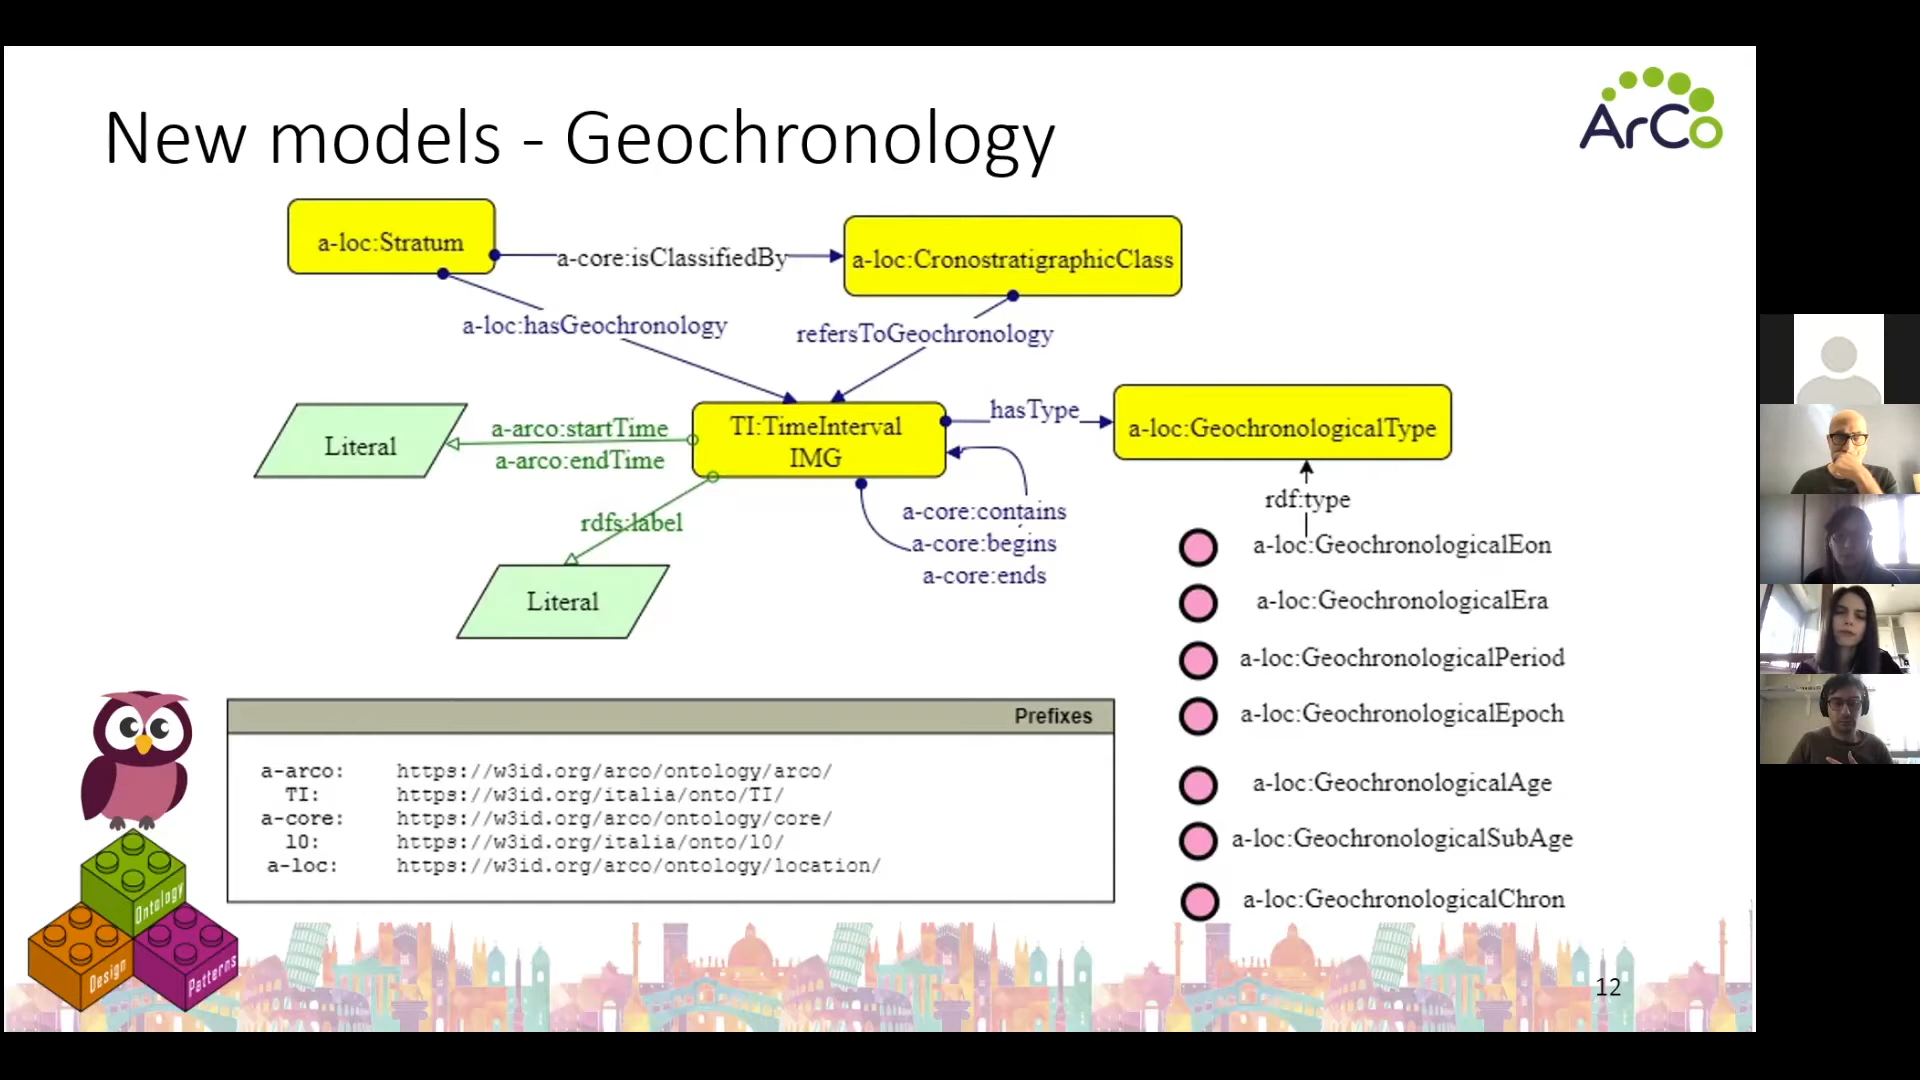 New models - Geochronology
ArCo
a-loc:Stratum
a-core:isClassifiedBy
a-loc:CronostratigraphicClass
a-loc:hasGeochronology
refersToGeochronology
Literal
a-arco:startTime
a-arco:endTime
TI:TimeInterval
IMG
hasType
a-loc:GeochronologicalType
rdfs:label
Literal
a-core:contains
a-core:begins
a-core:ends
rdf:type
a-loc:GeochronologicalEon
a-loc:GeochronologicalEra
a-loc:GeochronologicalPeriod
a-loc:GeochronologicalEpoch
a-loc:GeochronologicalAge
a-loc:GeochronologicalSubAge
a-loc:GeochronologicalChron
Prefixes
a-arco: https://w3id.org/arco/ontology/arco/
TI: https://w3id.org/italia/onto/TI/
a-core: https://w3id.org/arco/ontology/core/
l0: https://w3id.org/italia/onto/l0/
a-loc: https://w3id.org/arco/ontology/location/
Ontology
Design
Patterns
12